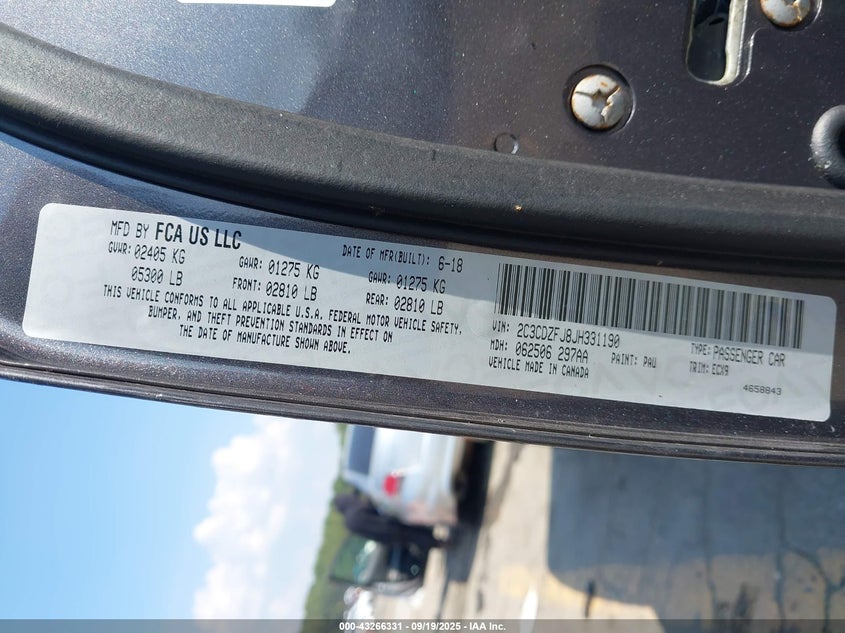 MFD BY FCA US LLC
DATE OF MFR(BUILT): 6-18
GVWR: 02405 KG
05300 LB
GAWR: 01275 KG
FRONT: 02810 LB
GAWR: 01275 KG
REAR: 02810 LB
THIS VEHICLE CONFORMS TO ALL APPLICABLE U.S.A. FEDERAL MOTOR VEHICLE SAFETY,
BUMPER, AND THEFT PREVENTION STANDARDS IN EFFECT ON
THE DATE OF MANUFACTURE SHOWN ABOVE.
VIN: 2C3CDZFJ8JH331190
TYPE: PASSENGER CAR
MDH: 062506 297AA
PAINT: PAU
TRIM: ECX9
VEHICLE MADE IN CANADA
4658843
000-43266331 - 09/19/2025 - IAA Inc.